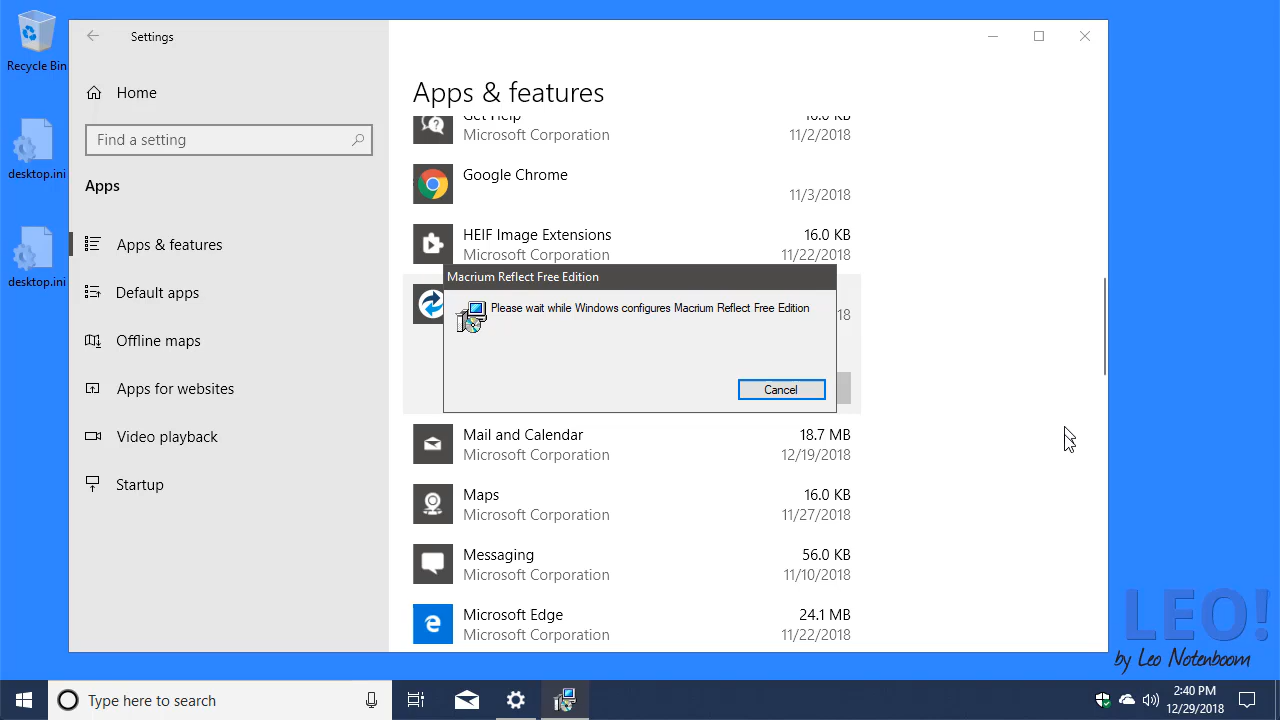 Recycle Bin
desktop.ini
desktop.ini
Settings
Home
Find a setting
Apps
Apps & features
Default apps
Offline maps
Apps for websites
Video playback
Startup
Apps & features
Get Help 16.0 KB
Microsoft Corporation 11/2/2018
Google Chrome
11/3/2018
HEIF Image Extensions 16.0 KB
Microsoft Corporation 11/22/2018
Macrium Reflect Free Edition
Please wait while Windows configures Macrium Reflect Free Edition
18
Cancel
Mail and Calendar 18.7 MB
Microsoft Corporation 12/19/2018
Maps 16.0 KB
Microsoft Corporation 11/27/2018
Messaging 56.0 KB
Microsoft Corporation 11/10/2018
Microsoft Edge 24.1 MB
Microsoft Corporation 11/22/2018
LEO!
by Leo Notenboom
Type here to search
2:40 PM
12/29/2018